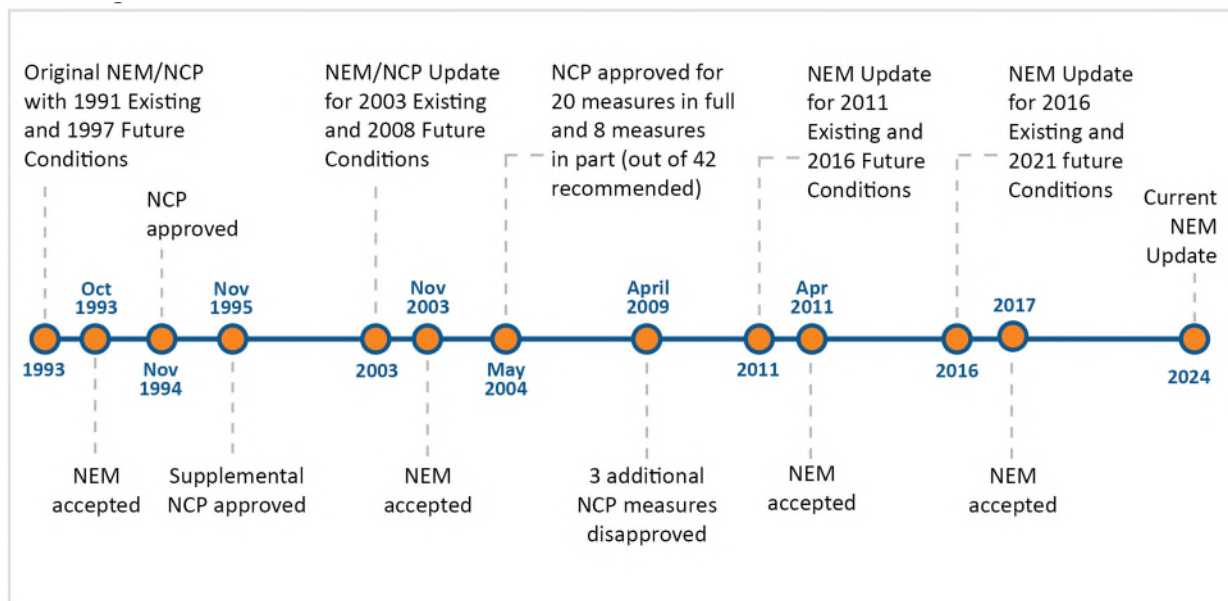 Original NEM/NCP
with 1991 Existing
and 1997 Future
Conditions
NCP
approved
NEM/NCP Update
for 2003 Existing
and 2008 Future
Conditions
NCP approved for
20 measures in full
and 8 measures
in part (out of 42
recommended)
NEM Update
for 2011
Existing and
2016 Future
Conditions
NEM Update
for 2016
Existing and
2021 future
Conditions
Current
NEM
Update
1993
Oct
1993
Nov
1994
Nov
1995
2003
Nov
2003
May
2004
April
2009
2011
Apr
2011
2016
2017
2024
NEM
accepted
Supplemental
NCP approved
NEM
accepted
3 additional
NCP measures
disapproved
NEM
accepted
NEM
accepted